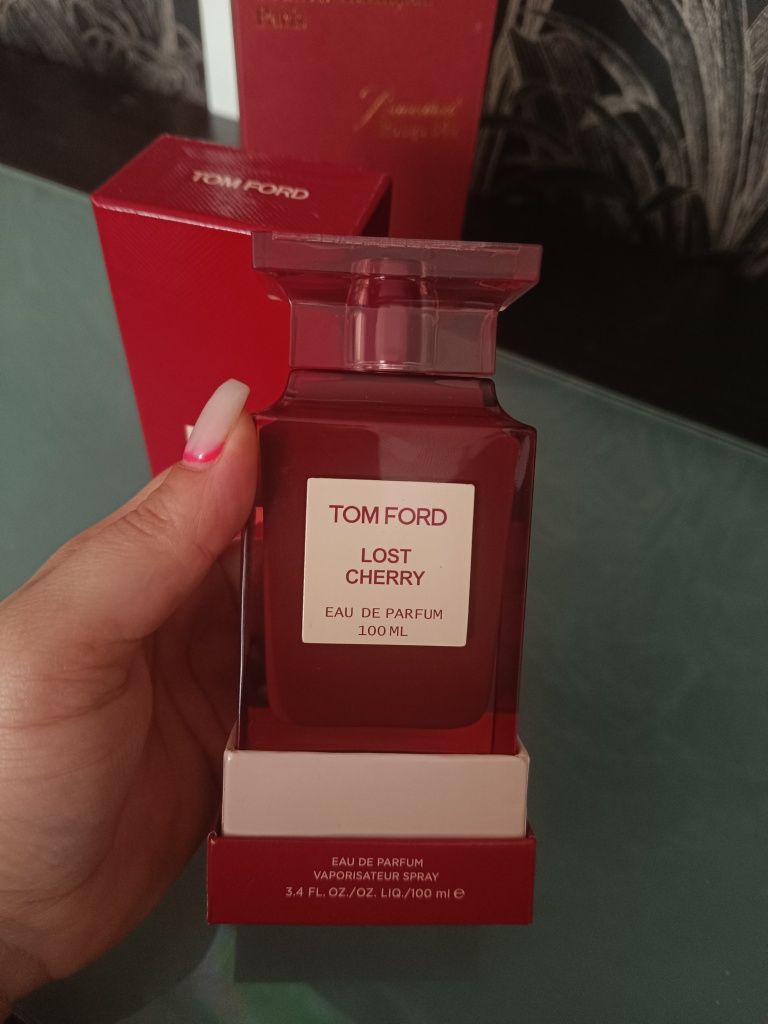 Paris
TOM FORD
TOM FORD
LOST
CHERRY
EAU DE PARFUM
100 ML
EAU DE PARFUM
VAPORISATEUR SPRAY
3.4 FL. OZ./OZ. LIQ./100 ml ℮